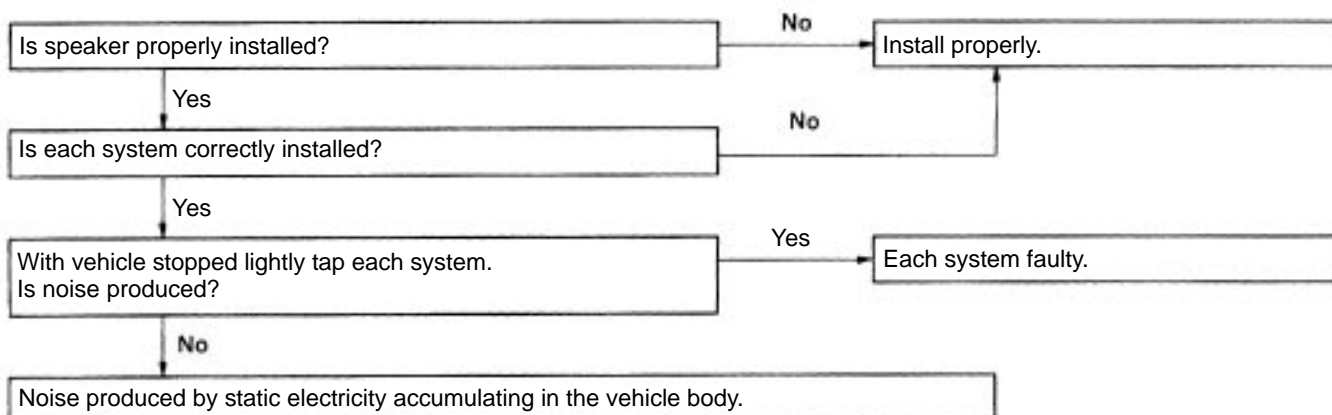 Is speaker properly installed?
No
Install properly.
Yes
Is each system correctly installed?
No
Yes
With vehicle stopped lightly tap each system.
Is noise produced?
Yes
Each system faulty.
No
Noise produced by static electricity accumulating in the vehicle body.